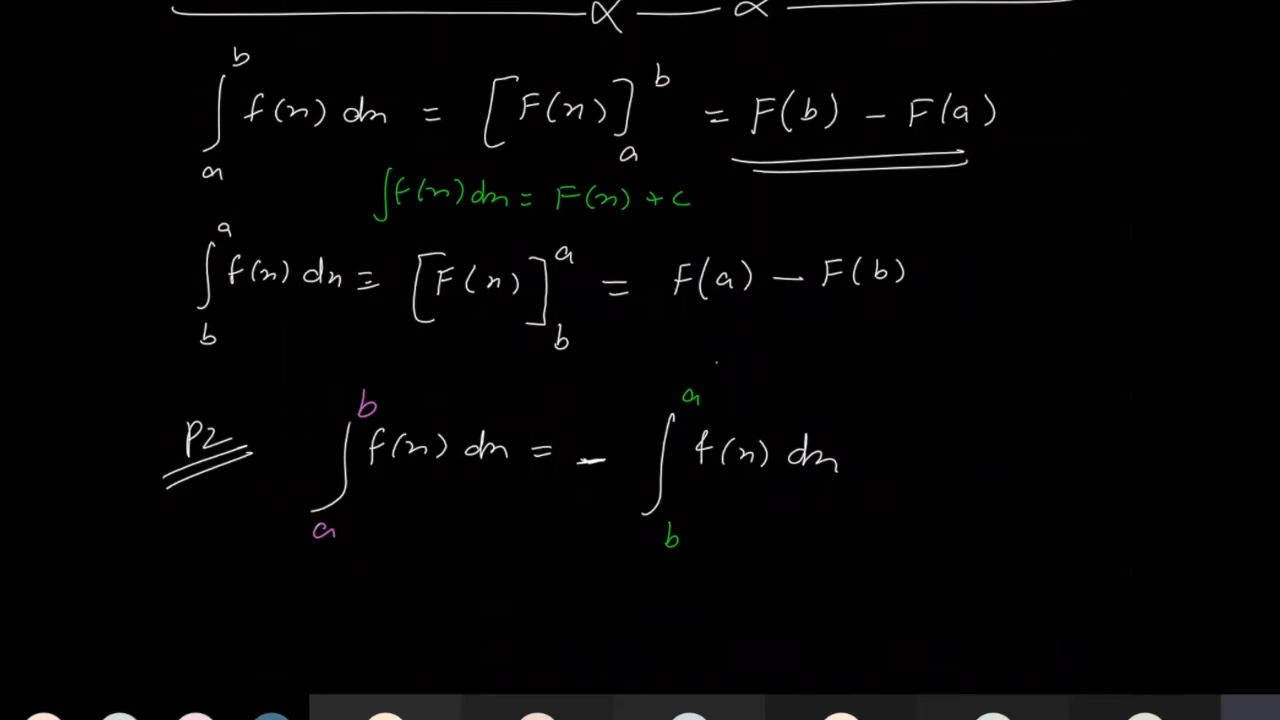 ∫_a^b f(x) dx = [F(x)]_a^b = F(b) - F(a)
∫f(x) dx = F(x) + c
∫_b^a f(x) dx = [F(x)]_b^a = F(a) - F(b)
P2 ∫_a^b f(x) dx = - ∫_b^a f(x) dx